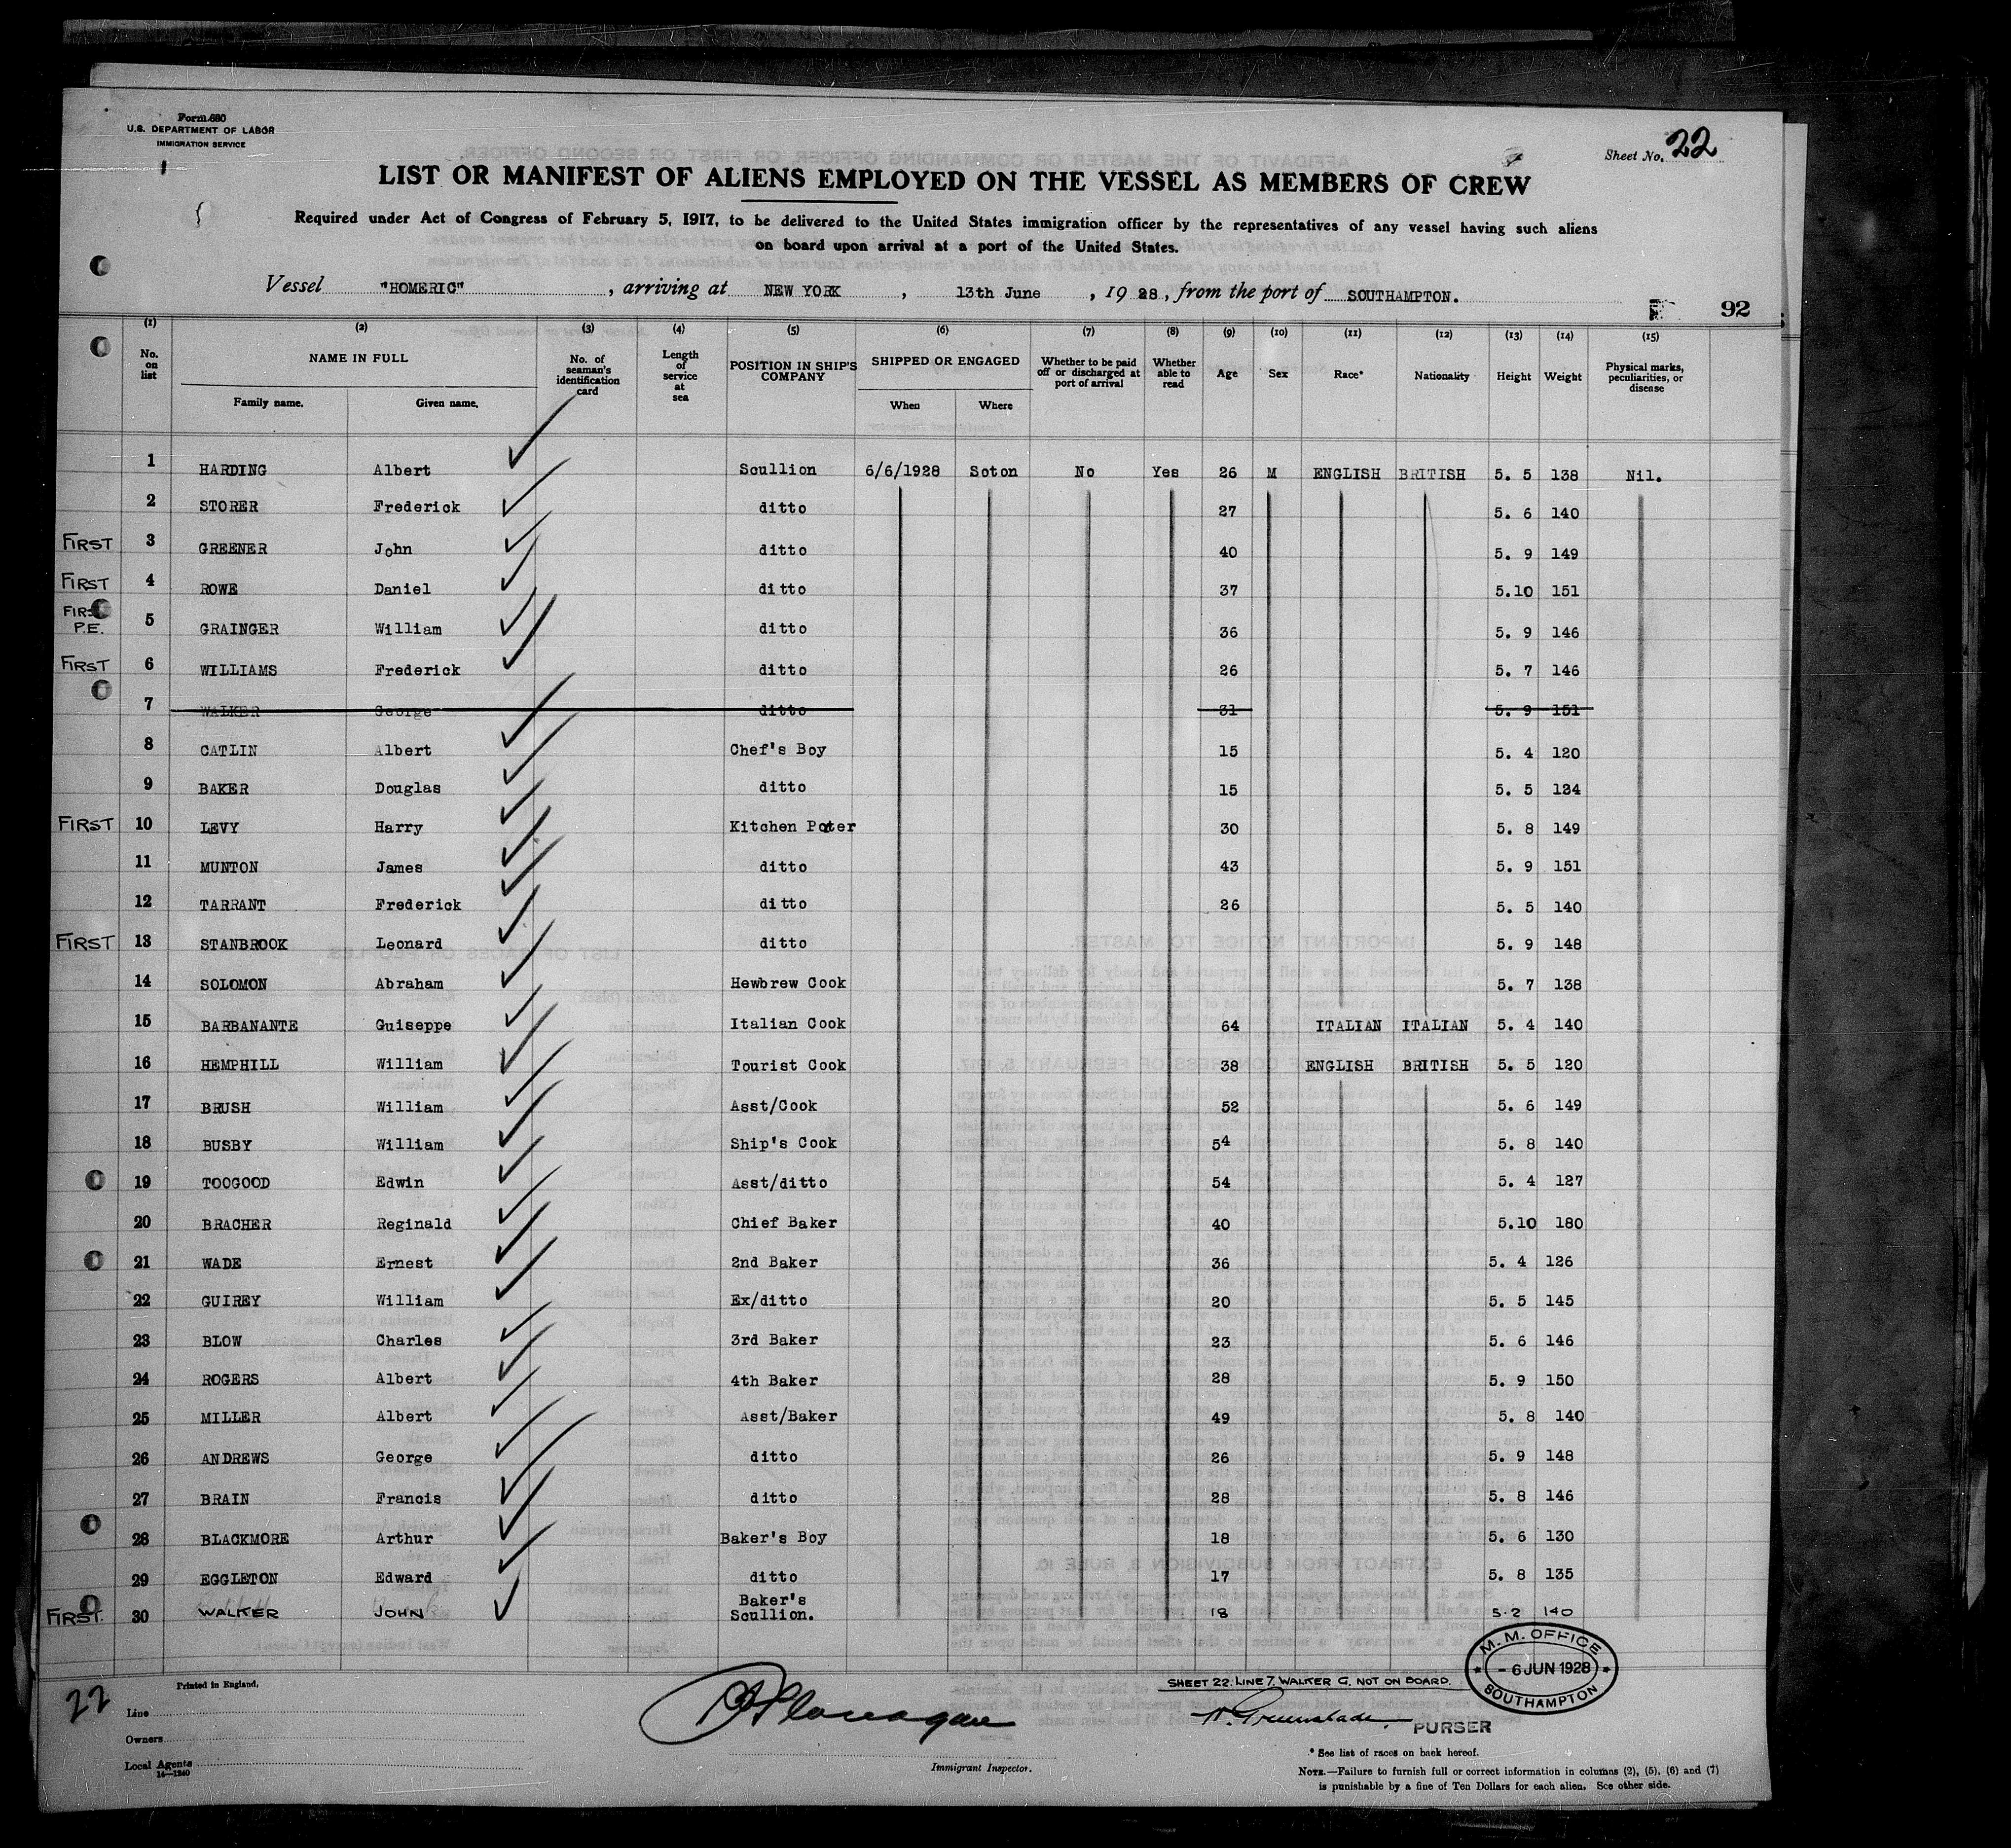 Form 680
U.S. DEPARTMENT OF LABOR
IMMIGRATION SERVICE
Sheet No. 22
LIST OR MANIFEST OF ALIENS EMPLOYED ON THE VESSEL AS MEMBERS OF CREW
Required under Act of Congress of February 5, 1917, to be delivered to the United States immigration officer by the representatives of any vessel having such aliens
on board upon arrival at a port of the United States.
Vessel "HOMERIC", arriving at NEW YORK, 13th June, 1928, from the port of SOUTHAMPTON.
92
(1) (2) (3) (4) (5) (6) (7) (8) (9) (10) (11) (12) (13) (14) (15)
No. on list NAME IN FULL Family name. Given name. No. of seaman's identification card Length of service at sea POSITION IN SHIP'S COMPANY SHIPPED OR ENGAGED When Where Whether to be paid off or discharged at port of arrival Whether able to read Age Sex Race* Nationality Height Weight Physical marks, peculiarities, or disease
1 HARDING Albert Scullion 6/6/1928 Soton No Yes 26 M ENGLISH BRITISH 5. 5 138 Nil.
2 STORER Frederick ditto 27 5. 6 140
FIRST 3 GREENER John ditto 40 5. 9 149
FIRST 4 ROWE Daniel ditto 37 5.10 151
FIRST P.E. 5 GRAINGER William ditto 36 5. 9 146
FIRST 6 WILLIAMS Frederick ditto 26 5. 7 146
7 WALKER George ditto 31 5. 9 151
8 CATLIN Albert Chef's Boy 15 5. 4 120
9 BAKER Douglas ditto 15 5. 5 124
FIRST 10 LEVY Harry Kitchen Porter 30 5. 8 149
11 MUNTON James ditto 43 5. 9 151
12 TARRANT Frederick ditto 26 5. 5 140
FIRST 13 STANBROOK Leonard ditto 5. 9 148
14 SOLOMON Abraham Hewbrew Cook 5. 7 138
15 BARBANANTE Guiseppe Italian Cook 64 ITALIAN ITALIAN 5. 4 140
16 HEMPHILL William Tourist Cook 38 ENGLISH BRITISH 5. 5 120
17 BRUSH William Asst/Cook 52 5. 6 149
18 BUSBY William Ship's Cook 54 5. 8 140
19 TOOGOOD Edwin Asst/ditto 54 5. 4 127
20 BRACHER Reginald Chief Baker 40 5.10 180
21 WADE Ernest 2nd Baker 36 5. 4 126
22 GUIREY William Ex/ditto 20 5. 5 145
23 BLOW Charles 3rd Baker 23 5. 6 146
24 ROGERS Albert 4th Baker 28 5. 9 150
25 MILLER Albert Asst/Baker 49 5. 8 140
26 ANDREWS George ditto 26 5. 9 148
27 BRAIN Francis ditto 28 5. 8 146
28 BLACKMORE Arthur Baker's Boy 18 5. 6 130
29 EGGLETON Edward ditto 17 5. 8 135
FIRST. 30 WALKER JOHN Baker's Scullion. 18 5.2 140
M. M. OFFICE
- 6 JUN 1928
SOUTHAMPTON
22
Printed in England.
SHEET 22. LINE 7. WALKER G. NOT ON BOARD.
Line
PURSER
Owners
Local Agents
14—1240
Immigrant Inspector.
* See list of races on back hereof.
NOTE.—Failure to furnish full or correct information in columns (2), (5), (6) and (7)
is punishable by a fine of Ten Dollars for each alien. See other side.